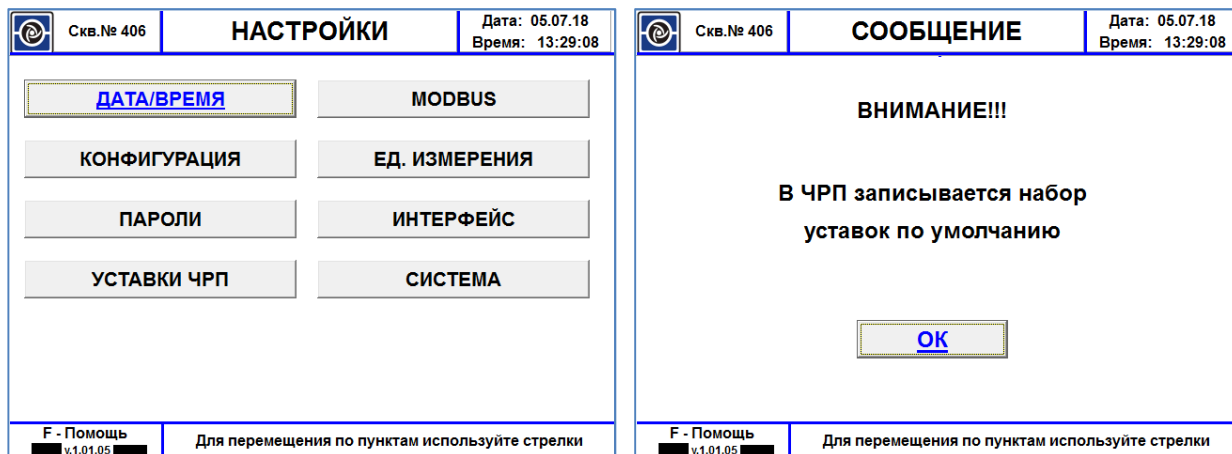 Скв.№ 406
НАСТРОЙКИ
Дата: 05.07.18
Время: 13:29:08
ДАТА/ВРЕМЯ
MODBUS
КОНФИГУРАЦИЯ
ЕД. ИЗМЕРЕНИЯ
ПАРОЛИ
ИНТЕРФЕЙС
УСТАВКИ ЧРП
СИСТЕМА
F - Помощь
v.1.01.05
Для перемещения по пунктам используйте стрелки
Скв.№ 406
СООБЩЕНИЕ
Дата: 05.07.18
Время: 13:29:08
ВНИМАНИЕ!!!
В ЧРП записывается набор
уставок по умолчанию
ОК
F - Помощь
v.1.01.05
Для перемещения по пунктам используйте стрелки